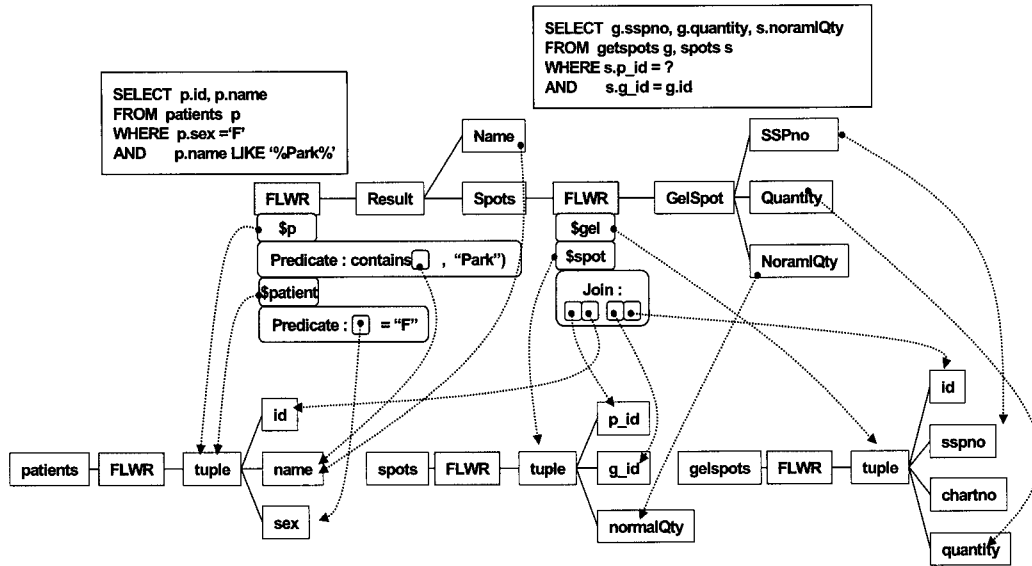 SELECT g.sspno, g.quantity, s.noramlQty
FROM getspots g, spots s
WHERE s.p_id = ?
AND s.g_id = g.id
SELECT p.id, p.name
FROM patients p
WHERE p.sex =‘F’
AND p.name LIKE ‘%Park%’
Name
SSPno
FLWR
Result
Spots
FLWR
GelSpot
Quantity
$p
$gel
Predicate : contains , “Park”)
$spot
NoramlQty
$patient
Join :
Predicate : = “F”
id
p_id
id
sspno
patients
FLWR
tuple
name
spots
FLWR
tuple
g_id
gelspots
FLWR
tuple
chartno
sex
normalQty
quantity